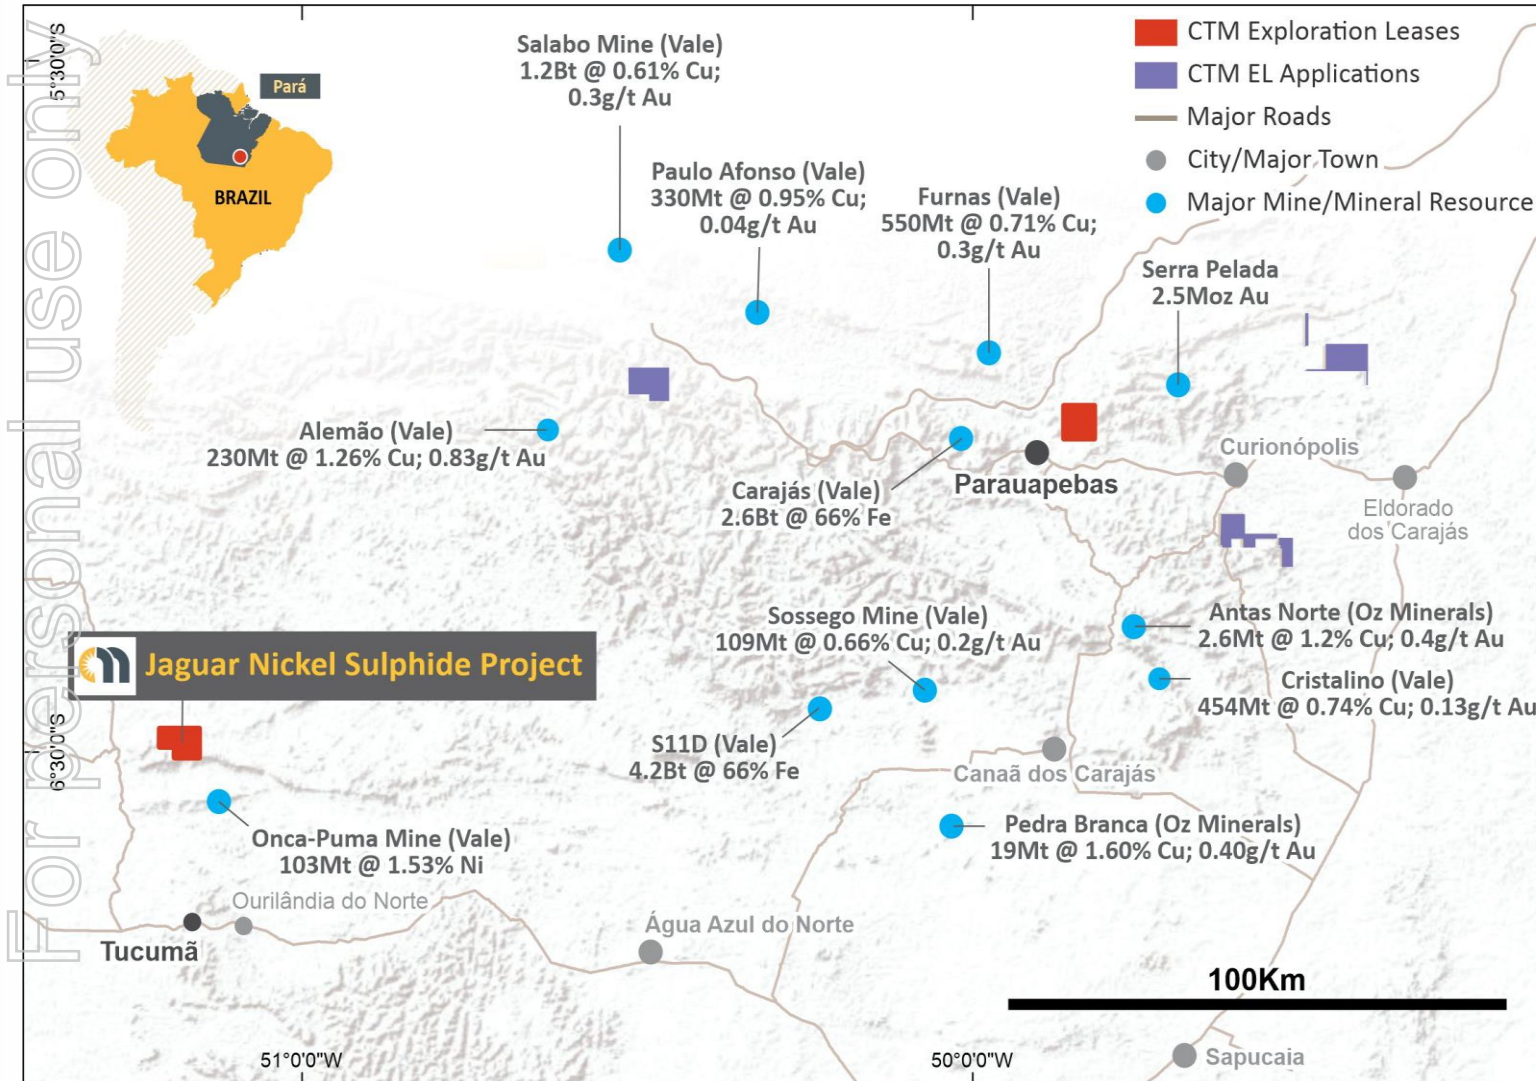 For personal use only
5°30'0"S
Pará
BRAZIL
Salabo Mine (Vale)
1.2Bt @ 0.61% Cu;
0.3g/t Au
Paulo Afonso (Vale)
330Mt @ 0.95% Cu;
0.04g/t Au
Furnas (Vale)
550Mt @ 0.71% Cu;
0.3g/t Au
CTM Exploration Leases
CTM EL Applications
Major Roads
City/Major Town
Major Mine/Mineral Resource
Serra Pelada
2.5Moz Au
Alemão (Vale)
230Mt @ 1.26% Cu; 0.83g/t Au
Carajás (Vale)
2.6Bt @ 66% Fe
Parauapebas
Curionópolis
Eldorado
dos Carajás
Jaguar Nickel Sulphide Project
Sossego Mine (Vale)
109Mt @ 0.66% Cu; 0.2g/t Au
Antas Norte (Oz Minerals)
2.6Mt @ 1.2% Cu; 0.4g/t Au
Cristalino (Vale)
454Mt @ 0.74% Cu; 0.13g/t Au
6°30'0"S
S11D (Vale)
4.2Bt @ 66% Fe
Canaã dos Carajás
Onca-Puma Mine (Vale)
103Mt @ 1.53% Ni
Pedra Branca (Oz Minerals)
19Mt @ 1.60% Cu; 0.40g/t Au
Ourilândia do Norte
Tucumã
Água Azul do Norte
100Km
51°0'0"W
50°0'0"W
Sapucaia